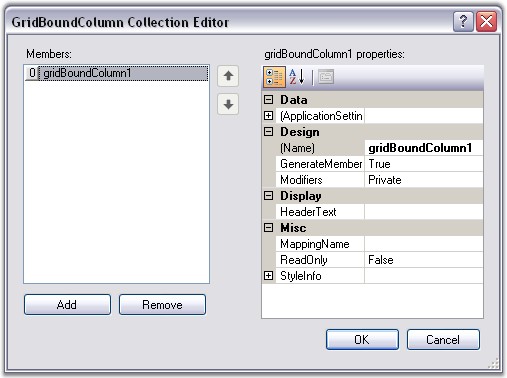 GridBoundColumn Collection Editor
Members:
0 gridBoundColumn1
Add
Remove
gridBoundColumn1 properties:
Data
(ApplicationSettin
Design
(Name) gridBoundColumn1
GenerateMember True
Modifiers Private
Display
HeaderText
Misc
MappingName
ReadOnly False
StyleInfo
OK
Cancel